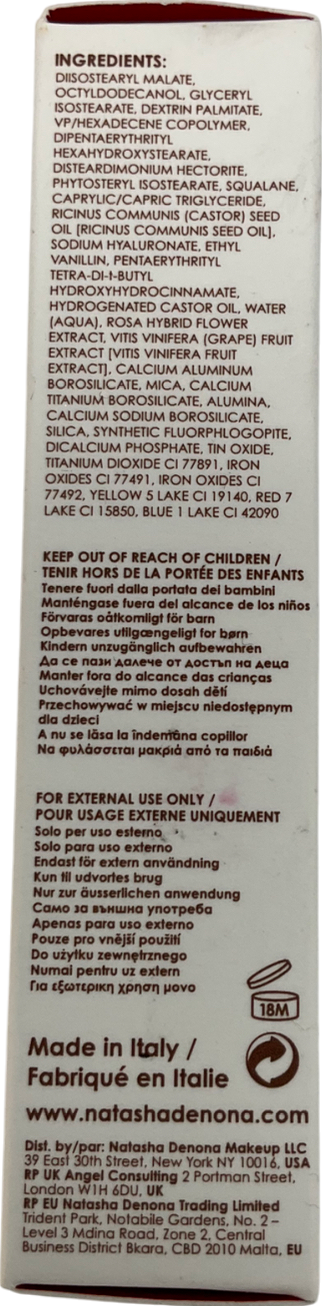 INGREDIENTS:
DIISOSTEARYL MALATE,
OCTYLDODECANOL, GLYCERYL
ISOSTEARATE, DEXTRIN PALMITATE,
VP/HEXADECENE COPOLYMER,
DIPENTAERYTHRITYL
HEXAHYDROXYSTEARATE,
DISTEARDIMONIUM HECTORITE,
PHYTOSTERYL ISOSTEARATE, SQUALANE,
CAPRYLIC/CAPRIC TRIGLYCERIDE,
RICINUS COMMUNIS (CASTOR) SEED
OIL [RICINUS COMMUNIS SEED OIL],
SODIUM HYALURONATE, ETHYL
VANILLIN, PENTAERYTHRITYL
TETRA-DI-t-BUTYL
HYDROXYHYDROCINNAMATE,
HYDROGENATED CASTOR OIL, WATER
(AQUA), ROSA HYBRID FLOWER
EXTRACT, VITIS VINIFERA (GRAPE) FRUIT
EXTRACT [VITIS VINIFERA FRUIT
EXTRACT], CALCIUM ALUMINUM
BOROSILICATE, MICA, CALCIUM
TITANIUM BOROSILICATE, ALUMINA,
CALCIUM SODIUM BOROSILICATE,
SILICA, SYNTHETIC FLUORPHLOGOPITE,
DICALCIUM PHOSPHATE, TIN OXIDE,
TITANIUM DIOXIDE CI 77891, IRON
OXIDES CI 77491, IRON OXIDES CI
77492, YELLOW 5 LAKE CI 19140, RED 7
LAKE CI 15850, BLUE 1 LAKE CI 42090
KEEP OUT OF REACH OF CHILDREN /
TENIR HORS DE LA PORTÉE DES ENFANTS
Tenere fuori dalla portata dei bambini
Manténgase fuera del alcance de los niños
Förvaras oåtkomligt för barn
Opbevares utilgængeligt for børn
Kindern unzugänglich aufbewahren
Да се пази далече от достъп на деца
Manter fora do alcance das crianças
Uchovávejte mimo dosah dětí
Przechowywać w miejscu niedostępnym
dla dzieci
A nu se lăsa la îndemâna copiilor
Να φυλάσσεται μακριά από τα παιδιά
FOR EXTERNAL USE ONLY /
POUR USAGE EXTERNE UNIQUEMENT
Solo per uso esterno
Solo para uso externo
Endast för extern användning
Kun til udvortes brug
Nur zur äusserlichen anwendung
Само за външна употреба
Apenas para uso externo
Pouze pro vnější použití
Do użytku zewnętrznego
Numai pentru uz extern
Για εξωτερικη χρηση μονο
18M
Made in Italy /
Fabriqué en Italie
www.natashadenona.com
Dist. by/par: Natasha Denona Makeup LLC
39 East 30th Street, New York NY 10016, USA
RP UK Angel Consulting 2 Portman Street,
London W1H 6DU, UK
RP EU Natasha Denona Trading Limited
Trident Park, Notabile Gardens, No. 2 –
Level 3 Mdina Road, Zone 2, Central
Business District Bkara, CBD 2010 Malta, EU